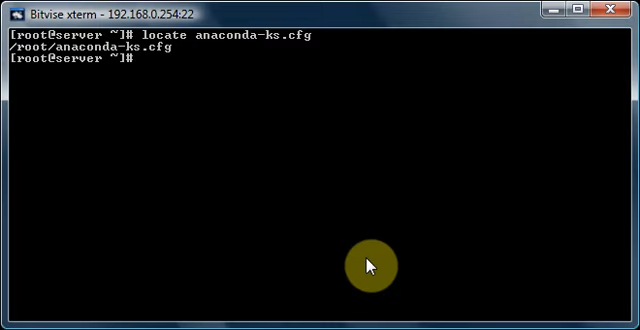 Bitvise xterm - 192.168.0.254:22
[root@server ~]# locate anaconda-ks.cfg
/root/anaconda-ks.cfg
[root@server ~]#